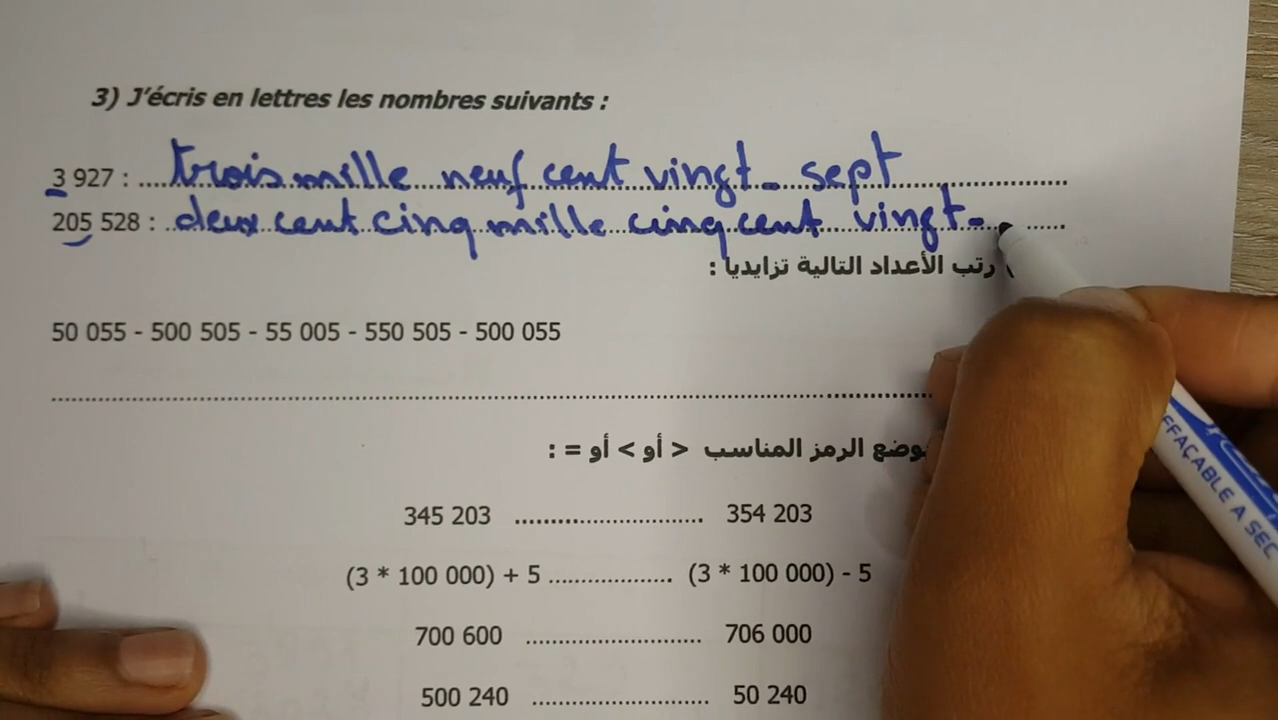 3) J'écris en lettres les nombres suivants :
3 927 : .... trois mille neuf cent vingt-sept
205 528 : .. deux cent cinq mille cinq cent vingt-
رتب الأعداد التالية تزايديا :
50 055 - 500 505 - 55 005 - 550 505 - 500 055
وضع الرمز المناسب > أو < أو = :
345 203 .......................... 354 203
(3 * 100 000) + 5 ................. (3 * 100 000) - 5
700 600 ........................ 706 000
500 240 ........................ 50 240
FFAÇABLE A SEC